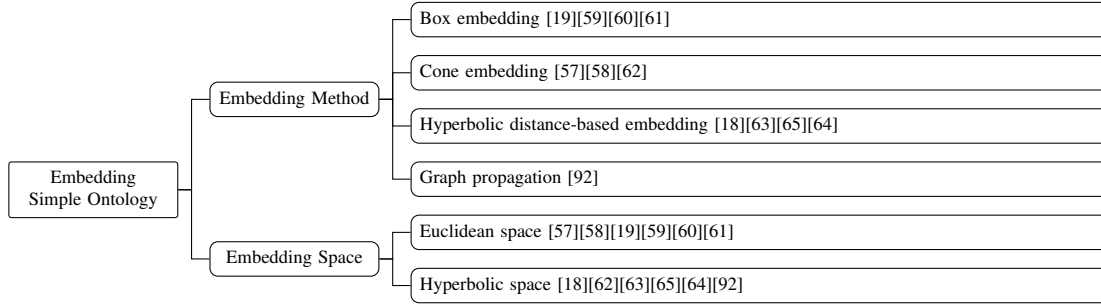 Box embedding [19][59][60][61]
Cone embedding [57][58][62]
Embedding Method
Hyperbolic distance-based embedding [18][63][65][64]
Graph propagation [92]
Embedding
Simple Ontology
Euclidean space [57][58][19][59][60][61]
Embedding Space
Hyperbolic space [18][62][63][65][64][92]